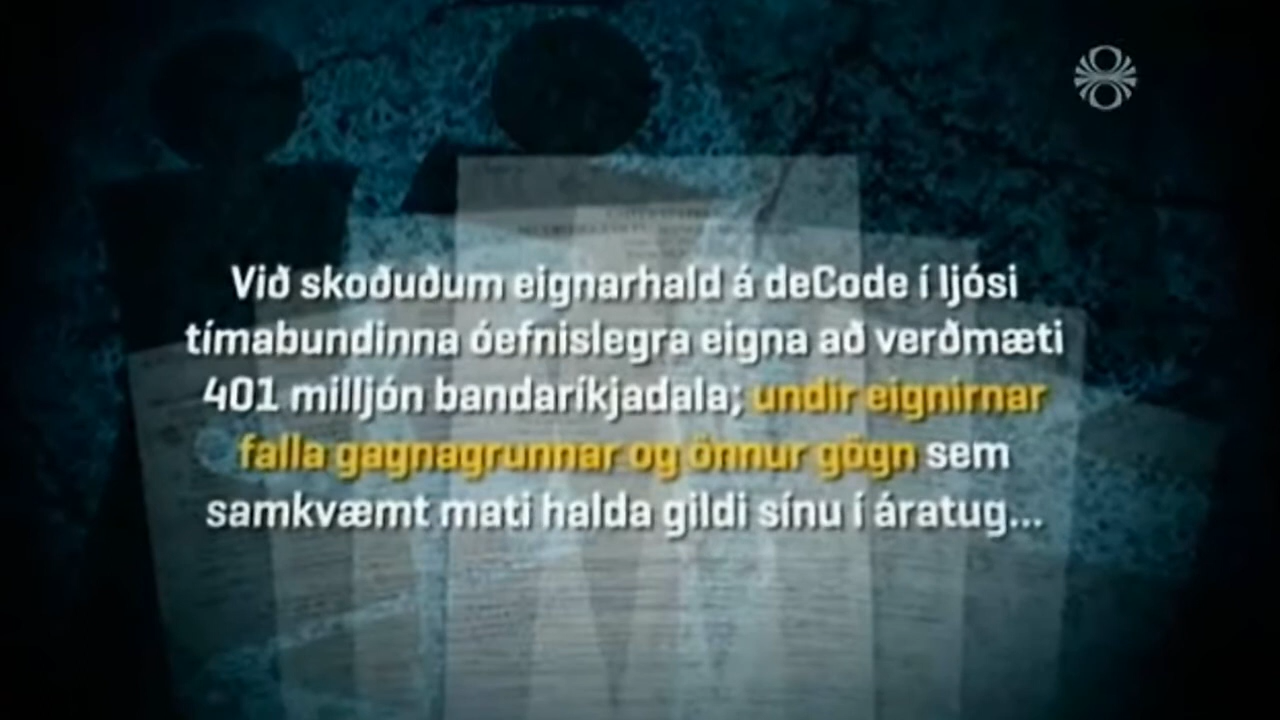 Við skoðuðum eignarhald á deCode í ljósi
tímabundinna óefnislegra eigna að verðmæti
401 milljón bandaríkjadala; undir eignirnar
falla gagnagrunnar og önnur gögn sem
samkvæmt mati halda gildi sínu í áratug...